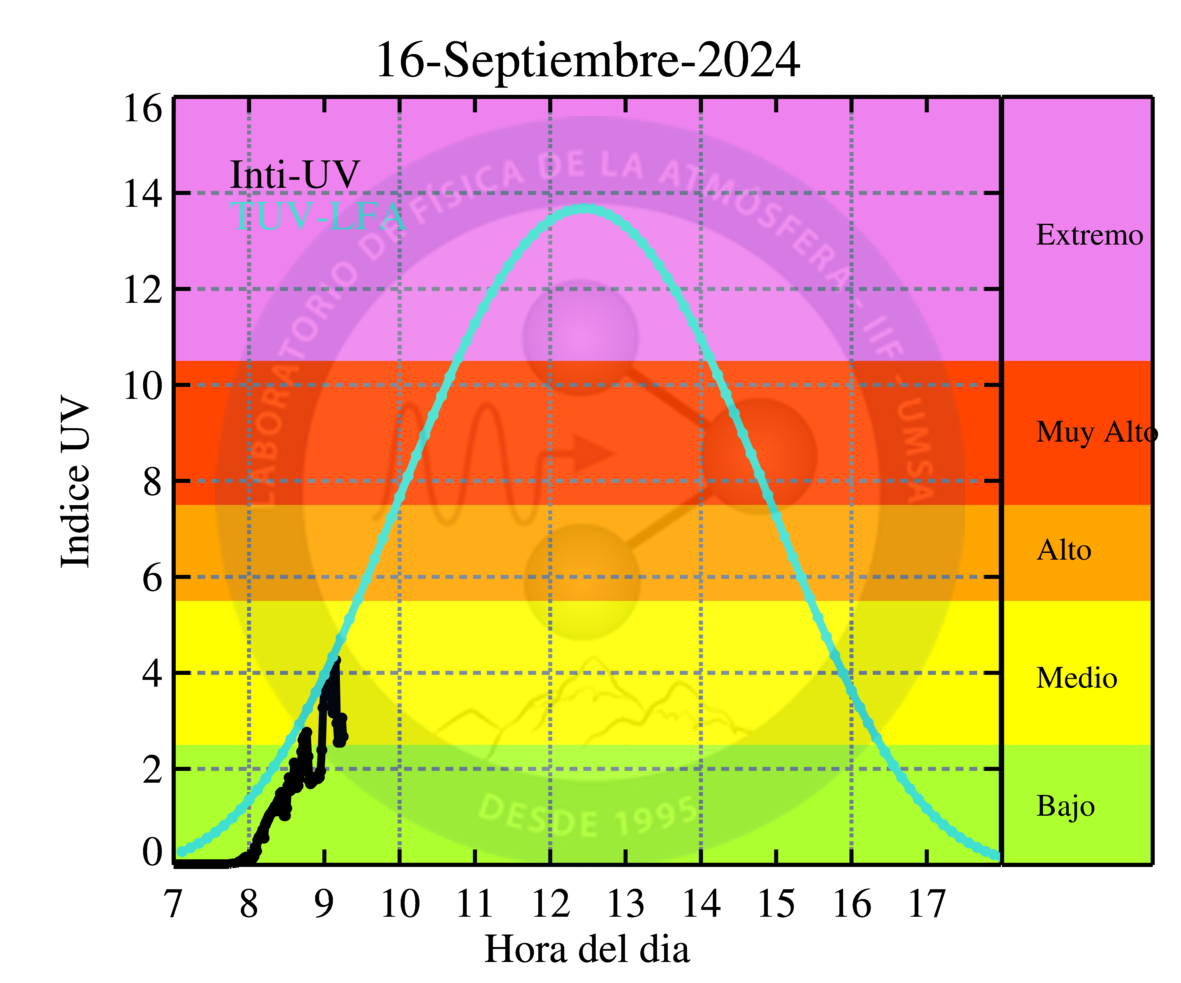 16-Septiembre-2024
Inti-UV
TUV-LFA
LABORATORIO DE FÍSICA DE LA ATMÓSFERA - IIF - UMSA
DESDE 1995
Indice UV
16
14
12
10
8
6
4
2
0
Extremo
Muy Alto
Alto
Medio
Bajo
7 8 9 10 11 12 13 14 15 16 17
Hora del dia